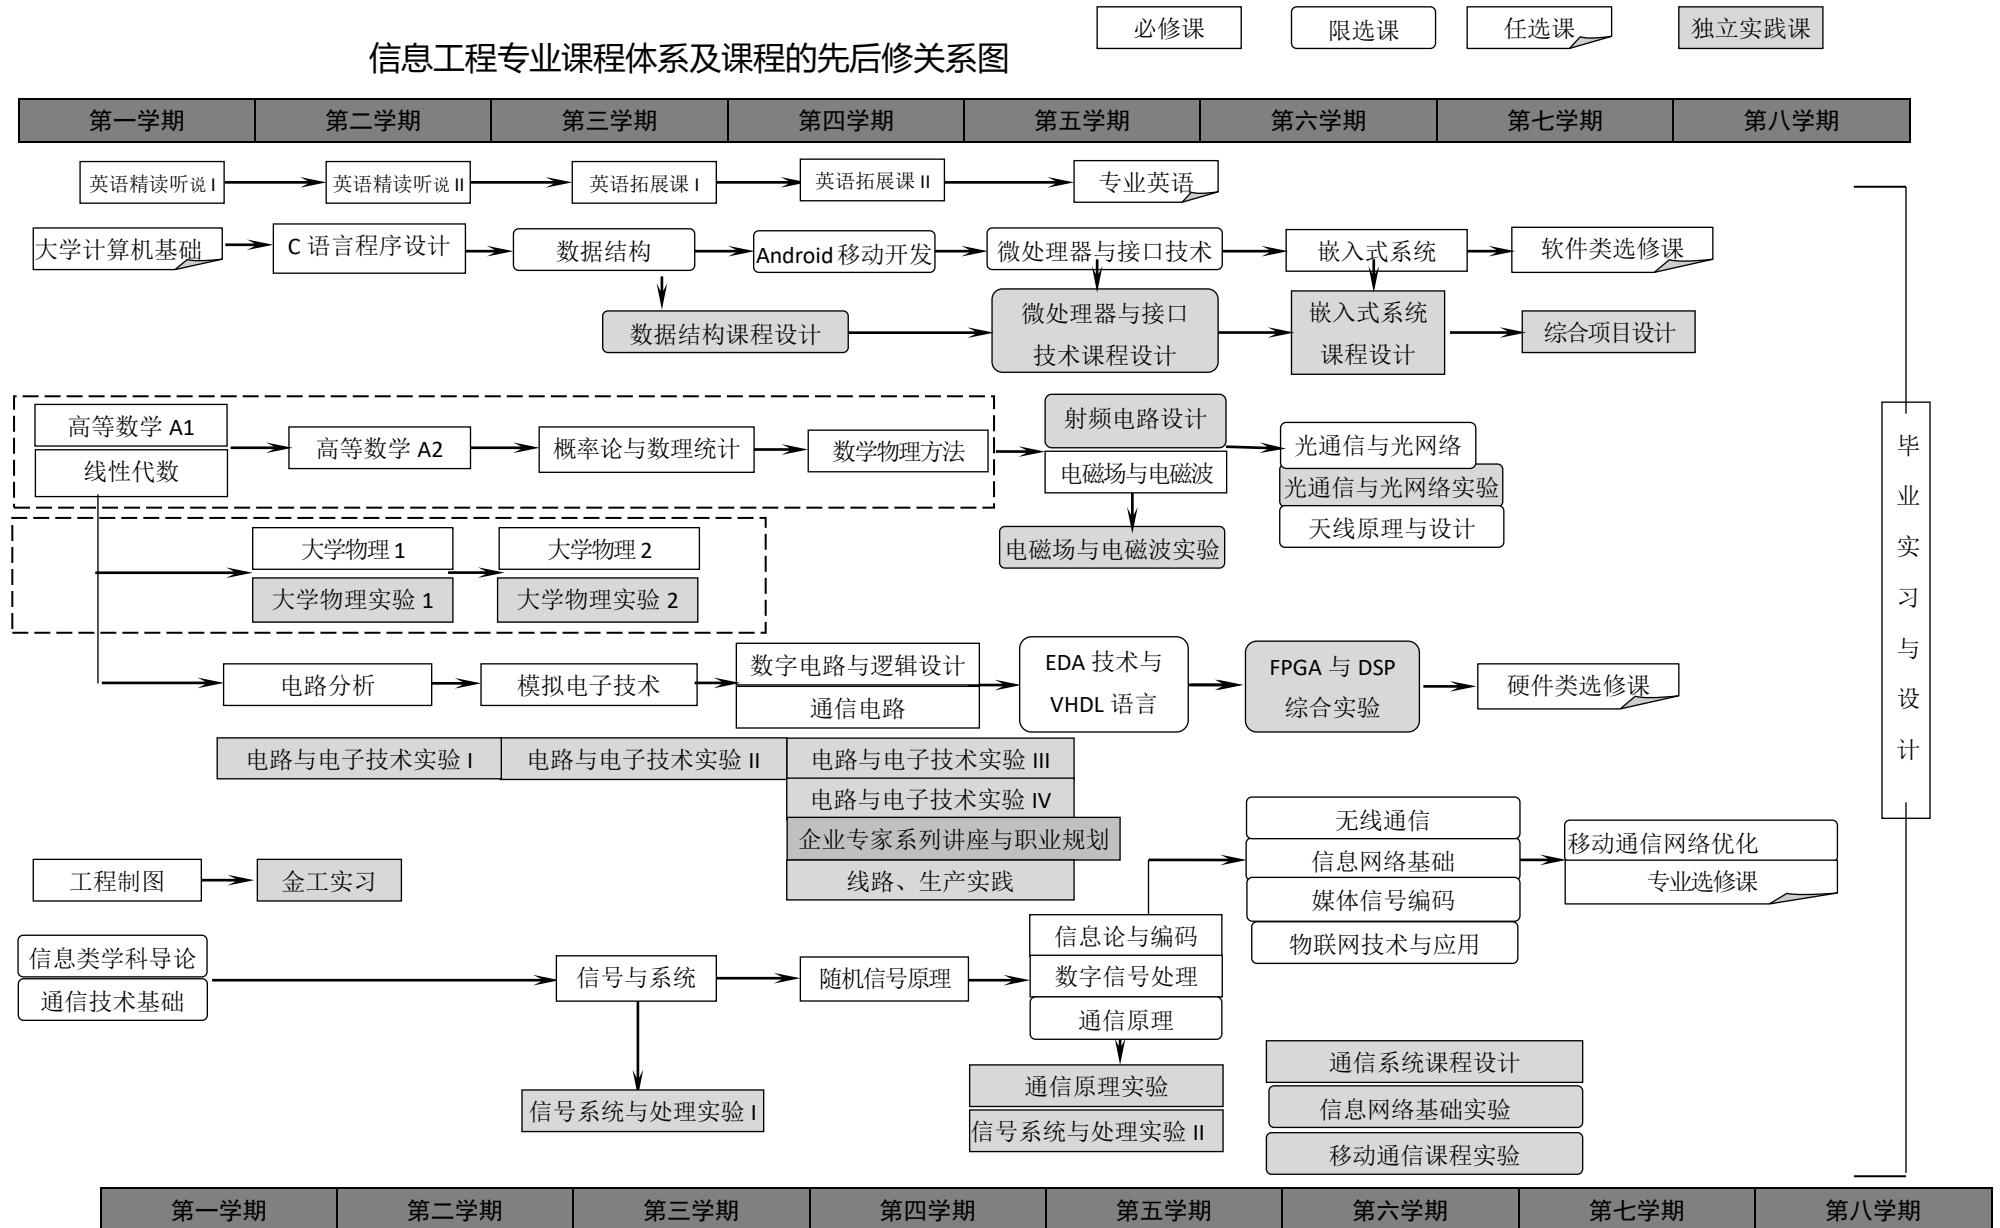 必修课
限选课
任选课
独立实践课
信息工程专业课程体系及课程的先后修关系图
第一学期
第二学期
第三学期
第四学期
第五学期
第六学期
第七学期
第八学期
英语精读听说 I
英语精读听说 II
英语拓展课 I
英语拓展课 II
专业英语
大学计算机基础
C 语言程序设计
数据结构
Android 移动开发
微处理器与接口技术
嵌入式系统
软件类选修课
数据结构课程设计
微处理器与接口
技术课程设计
嵌入式系统
课程设计
综合项目设计
高等数学 A1
线性代数
高等数学 A2
概率论与数理统计
数学物理方法
射频电路设计
电磁场与电磁波
光通信与光网络
光通信与光网络实验
天线原理与设计
电磁场与电磁波实验
大学物理 1
大学物理 2
大学物理实验 1
大学物理实验 2
电路分析
模拟电子技术
数字电路与逻辑设计
通信电路
EDA 技术与
VHDL 语言
FPGA 与 DSP
综合实验
硬件类选修课
毕
业
实
习
与
设
计
电路与电子技术实验 I
电路与电子技术实验 II
电路与电子技术实验 III
电路与电子技术实验 IV
企业专家系列讲座与职业规划
线路、生产实践
工程制图
金工实习
无线通信
信息网络基础
媒体信号编码
物联网技术与应用
移动通信网络优化
专业选修课
信息类学科导论
通信技术基础
信号与系统
随机信号原理
信息论与编码
数字信号处理
通信原理
信号系统与处理实验 I
通信原理实验
信号系统与处理实验 II
通信系统课程设计
信息网络基础实验
移动通信课程实验
第一学期
第二学期
第三学期
第四学期
第五学期
第六学期
第七学期
第八学期